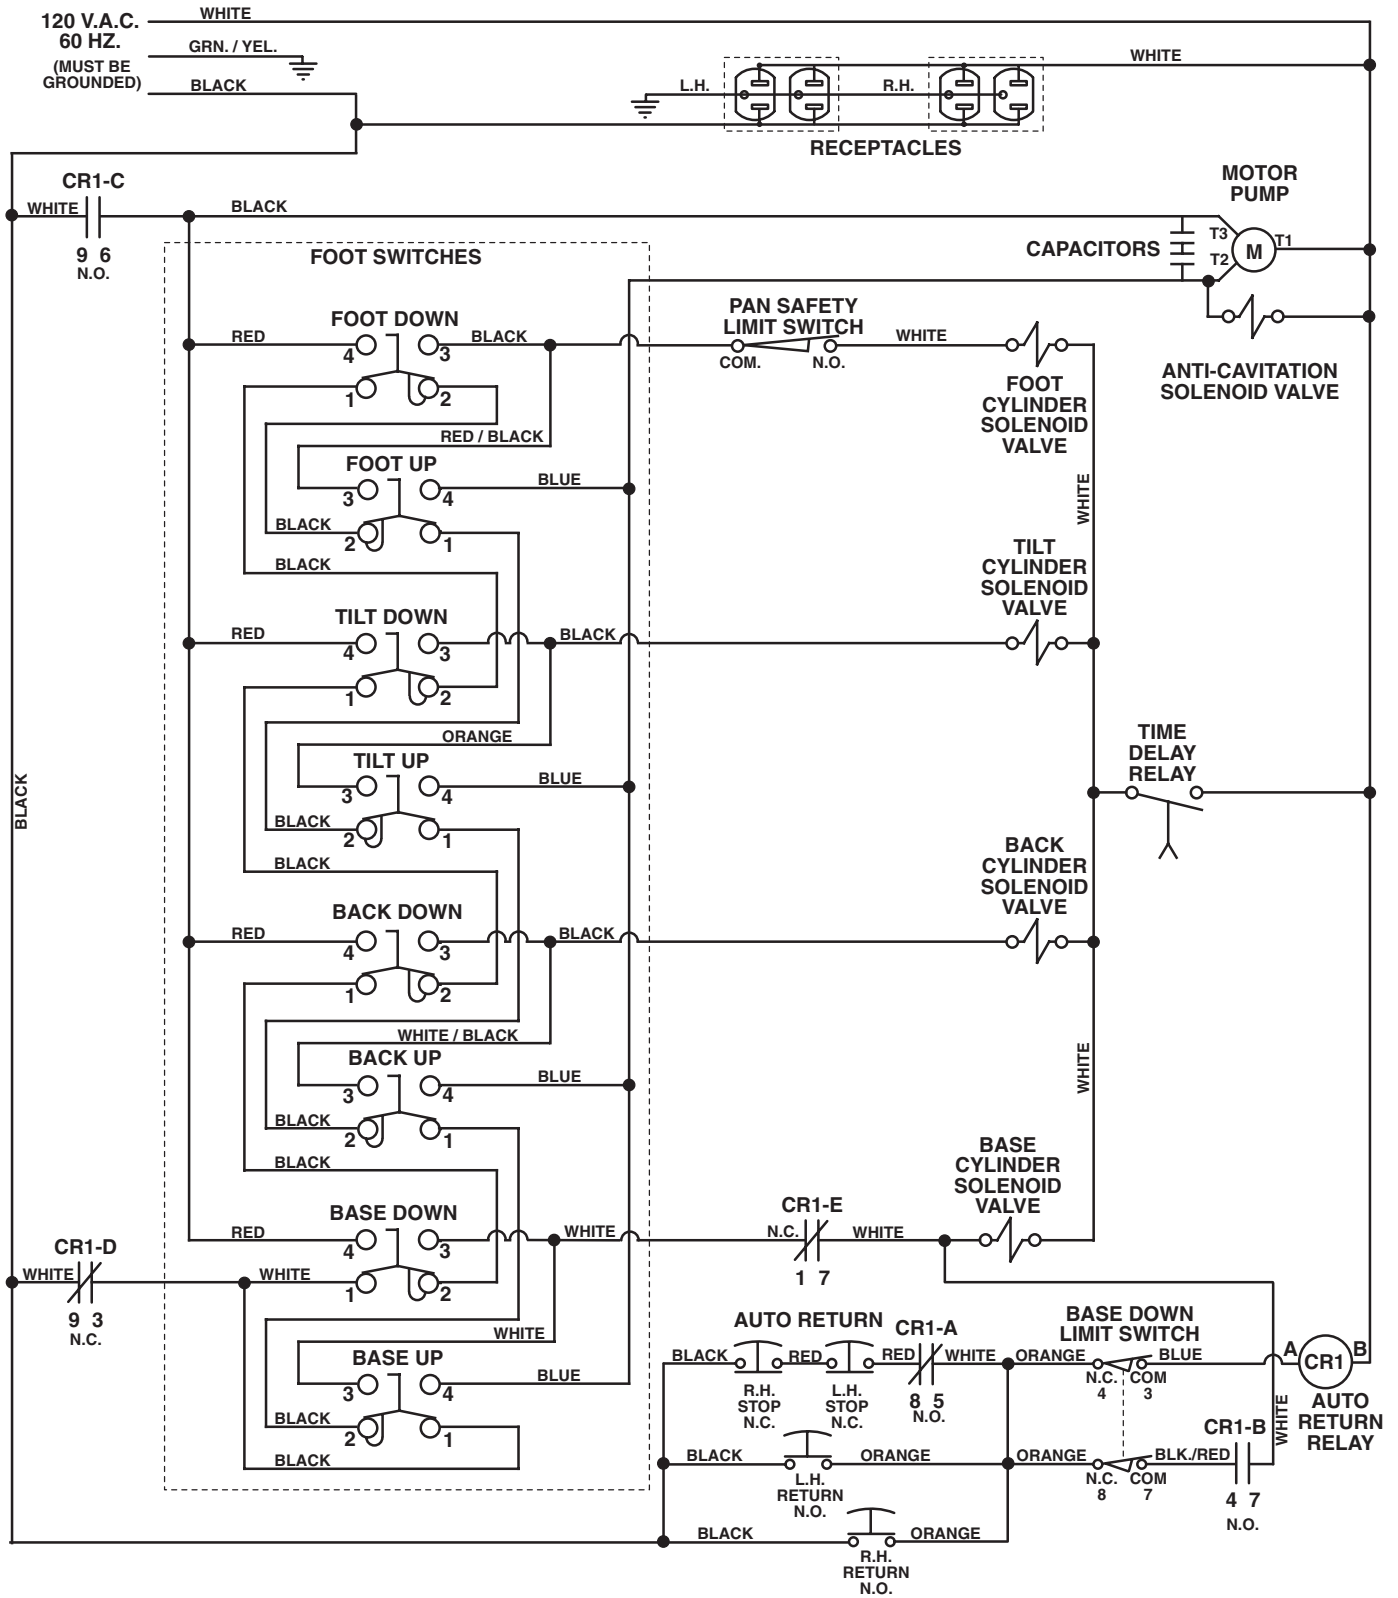 120 V.A.C.
60 HZ.
(MUST BE
GROUNDED)
WHITE
GRN. / YEL.
BLACK
L.H.
R.H.
WHITE
RECEPTACLES
CR1-C
WHITE
9 6
N.O.
BLACK
MOTOR
PUMP
CAPACITORS
T3
T2
M
T1
FOOT SWITCHES
ANTI-CAVITATION
SOLENOID VALVE
FOOT DOWN
RED
4
3
BLACK
1
2
PAN SAFETY
LIMIT SWITCH
COM.
N.O.
WHITE
FOOT
CYLINDER
SOLENOID
VALVE
RED / BLACK
FOOT UP
3
4
BLUE
BLACK
2
1
BLACK
WHITE
TILT DOWN
RED
4
3
BLACK
1
2
TILT
CYLINDER
SOLENOID
VALVE
ORANGE
TILT UP
3
4
BLUE
BLACK
2
1
BLACK
TIME
DELAY
RELAY
BLACK
BACK DOWN
RED
4
3
BLACK
1
2
BACK
CYLINDER
SOLENOID
VALVE
WHITE / BLACK
BACK UP
3
4
BLUE
BLACK
2
1
BLACK
WHITE
BASE DOWN
RED
4
3
WHITE
CR1-E
N.C.
1 7
WHITE
BASE
CYLINDER
SOLENOID
VALVE
CR1-D
WHITE
9 3
N.C.
WHITE
1
2
WHITE
BASE UP
3
4
BLUE
BLACK
2
1
BLACK
AUTO RETURN
BLACK
R.H.
STOP
N.C.
RED
L.H.
STOP
N.C.
RED
CR1-A
8 5
N.O.
WHITE
BASE DOWN
LIMIT SWITCH
ORANGE
N.C.
4
COM
3
BLUE
A
CR1
B
AUTO
RETURN
RELAY
BLACK
L.H.
RETURN
N.O.
ORANGE
ORANGE
N.C.
8
COM
7
BLK./RED
CR1-B
4 7
N.O.
WHITE
BLACK
R.H.
RETURN
N.O.
ORANGE